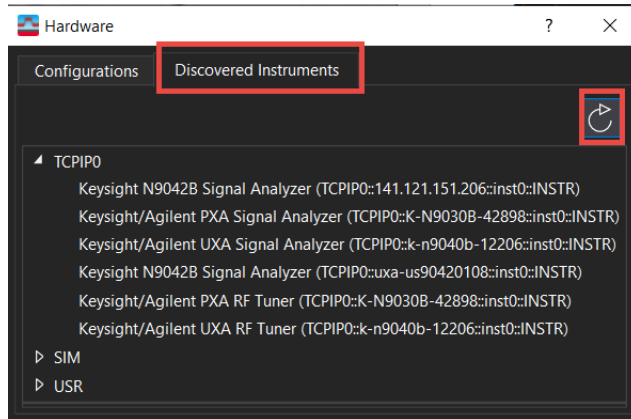 Hardware ? ×
Configurations Discovered Instruments
TCPIP0
Keysight N9042B Signal Analyzer (TCPIP0::141.121.151.206::inst0::INSTR)
Keysight/Agilent PXA Signal Analyzer (TCPIP0::K-N9030B-42898::inst0::INSTR)
Keysight/Agilent UXA Signal Analyzer (TCPIP0::k-n9040b-12206::inst0::INSTR)
Keysight N9042B Signal Analyzer (TCPIP0::uxa-us90420108::inst0::INSTR)
Keysight/Agilent PXA RF Tuner (TCPIP0::K-N9030B-42898::inst0::INSTR)
Keysight/Agilent UXA RF Tuner (TCPIP0::k-n9040b-12206::inst0::INSTR)
SIM
USR